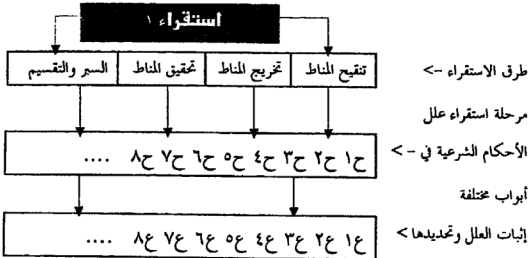 استقراء ١
طرق الاستقراء -> تنقيح المناط تخريج المناط تحقيق المناط السبر والتقسيم
مرحلة استقراء علل
الأحكام الشرعية في -> ح١ ح٢ ح٣ ح٤ ح٥ ح٦ ح٧ ح٨ ....
أبواب مختلفة
إثبات العلل وتحديدها > ع١ ع٢ ع٣ ع٤ ع٥ ع٦ ع٧ ع٨ ....